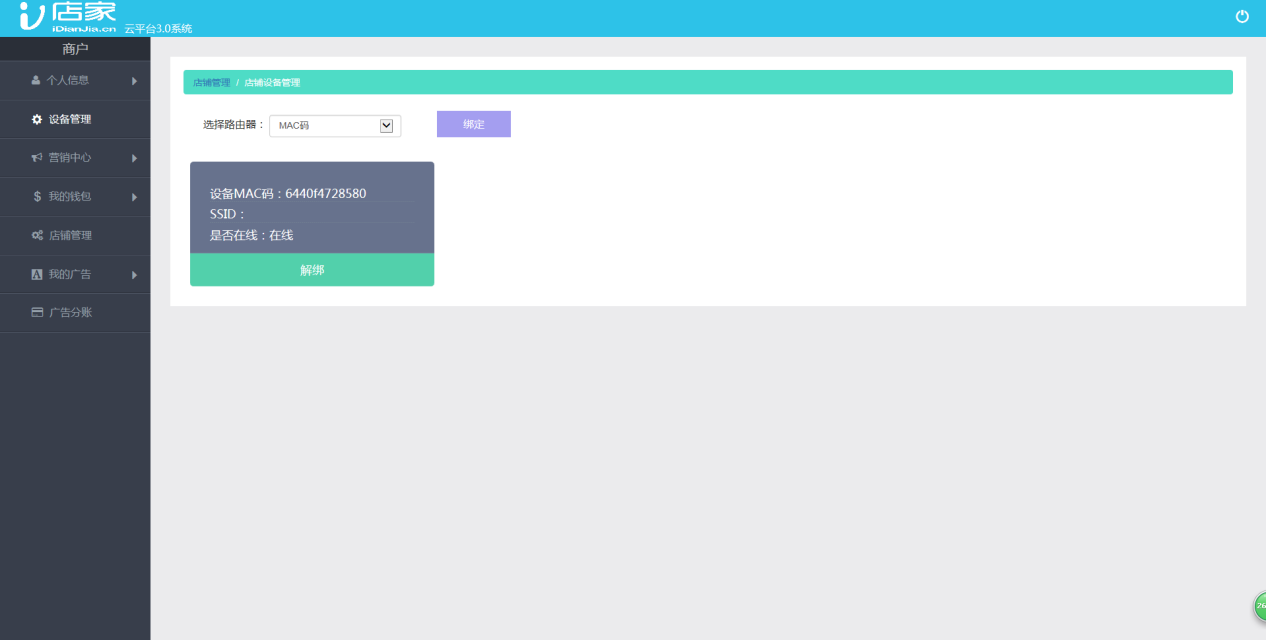 店家
iDianJia.cn 云平台3.0系统
商户
个人信息
设备管理
营销中心
我的钱包
店铺管理
我的广告
广告分账
店铺管理 / 店铺设备管理
选择路由器： MAC码 绑定
设备MAC码：6440f4728580
SSID：
是否在线：在线
解绑